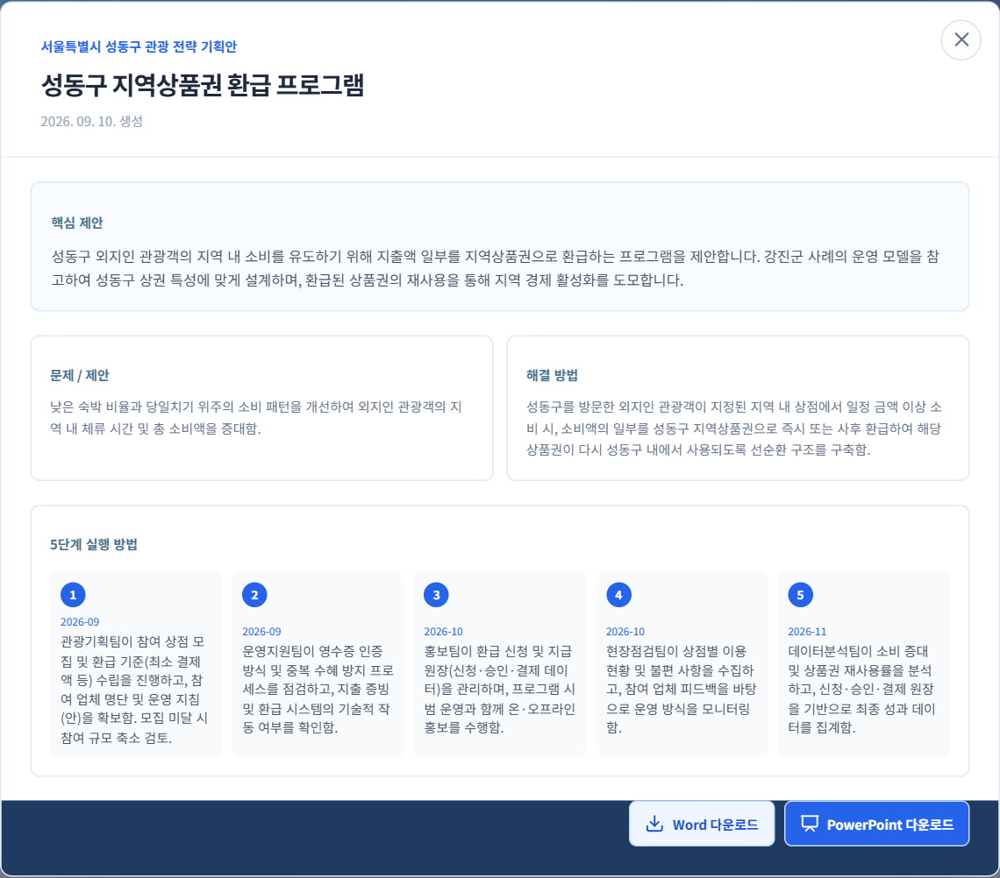 서울특별시 성동구 관광 전략 기획안
성동구 지역상품권 환급 프로그램
2026. 09. 10. 생성
핵심 제안
성동구 외지인 관광객의 지역 내 소비를 유도하기 위해 지출액 일부를 지역상품권으로 환급하는 프로그램을 제안합니다. 강진군 사례의 운영 모델을 참
고하여 성동구 상권 특성에 맞게 설계하며, 환급된 상품권의 재사용을 통해 지역 경제 활성화를 도모합니다.
문제 / 제안
낮은 숙박 비율과 당일치기 위주의 소비 패턴을 개선하여 외지인 관광객의 지
역 내 체류 시간 및 총 소비액을 증대함.
해결 방법
성동구를 방문한 외지인 관광객이 지정된 지역 내 상점에서 일정 금액 이상 소
비 시, 소비액의 일부를 성동구 지역상품권으로 즉시 또는 사후 환급하여 해당
상품권이 다시 성동구 내에서 사용되도록 선순환 구조를 구축함.
5단계 실행 방법
1
2026-09
관광기획팀이 참여 상점 모
집 및 환급 기준(최소 결제
액 등) 수립을 진행하고, 참
여 업체 명단 및 운영 지침
(안)을 확보함. 모집 미달 시
참여 규모 축소 검토.
2
2026-09
운영지원팀이 영수증 인증
방식 및 중복 수혜 방지 프로
세스를 점검하고, 지출 증빙
및 환급 시스템의 기술적 작
동 여부를 확인함.
3
2026-10
홍보팀이 환급 신청 및 지급
원장(신청·승인·결제 데이
터)을 관리하며, 프로그램 시
범 운영과 함께 온·오프라인
홍보를 수행함.
4
2026-10
현장점검팀이 상점별 이용
현황 및 불편 사항을 수집하
고, 참여 업체 피드백을 바탕
으로 운영 방식을 모니터링
함.
5
2026-11
데이터분석팀이 소비 증대
및 상품권 재사용률을 분석
하고, 신청·승인·결제 원장
을 기반으로 최종 성과 데이
터를 집계함.
Word 다운로드
PowerPoint 다운로드